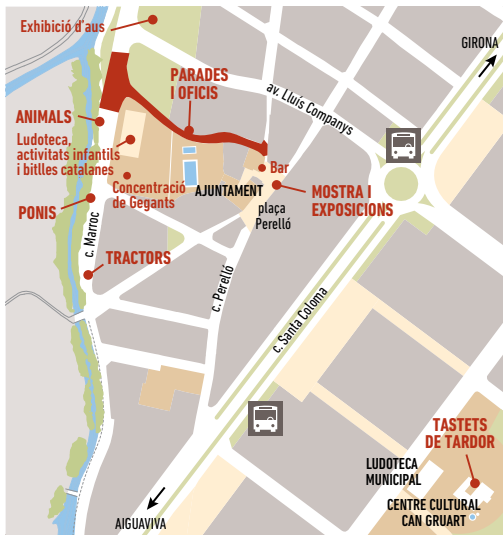 Exhibició d'aus
GIRONA
PARADES
I OFICIS
av. Lluís Companys
ANIMALS
Ludoteca,
activitats infantils
i bitlles catalanes
Bar
Concentració
de Gegants
AJUNTAMENT
MOSTRA I
EXPOSICIONS
PONIS
plaça
Perelló
c. Marroc
TRACTORS
c. Perelló
c. Santa Coloma
TASTETS
DE TARDOR
LUDOTECA
MUNICIPAL
CENTRE CULTURAL
CAN GRUART
AIGUAVIVA